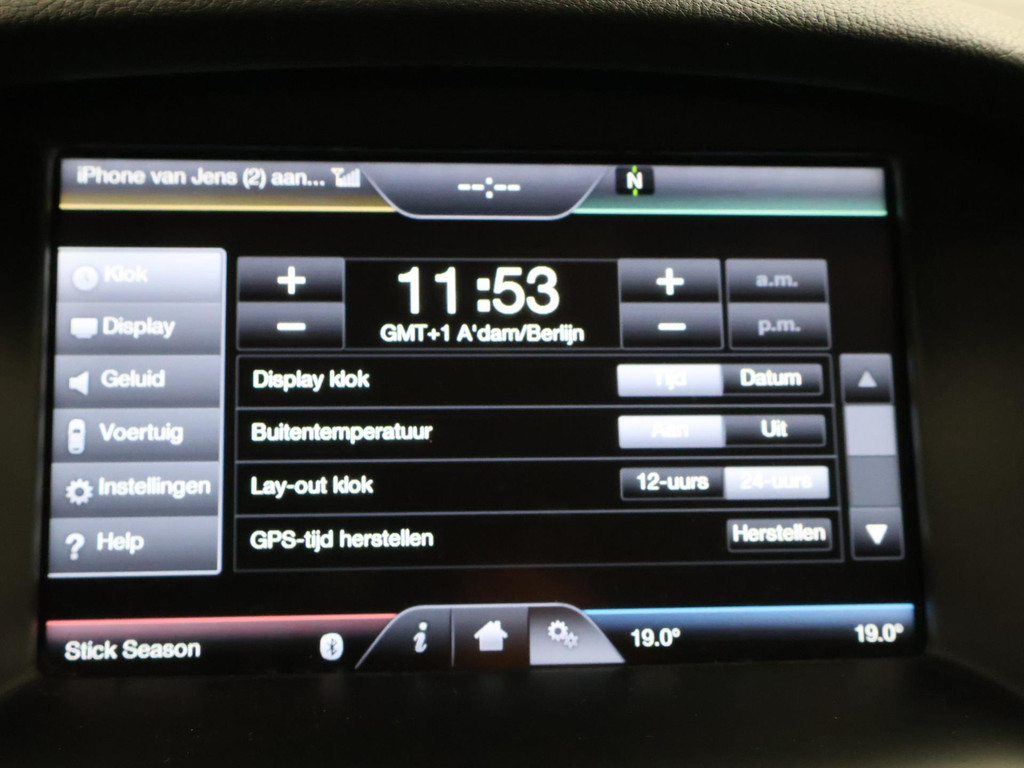 iPhone van Jens (2) aan...
--:--
N
Klok
Display
Geluid
Voertuig
Instellingen
Help
+
+
a.m.
11:53
GMT+1 A'dam/Berlijn
−
−
p.m.
Display klok
Tijd
Datum
Buitentemperatuur
Aan
Uit
Lay-out klok
12-uurs
24-uurs
GPS-tijd herstellen
Herstellen
Stick Season
i
19.0°
19.0°